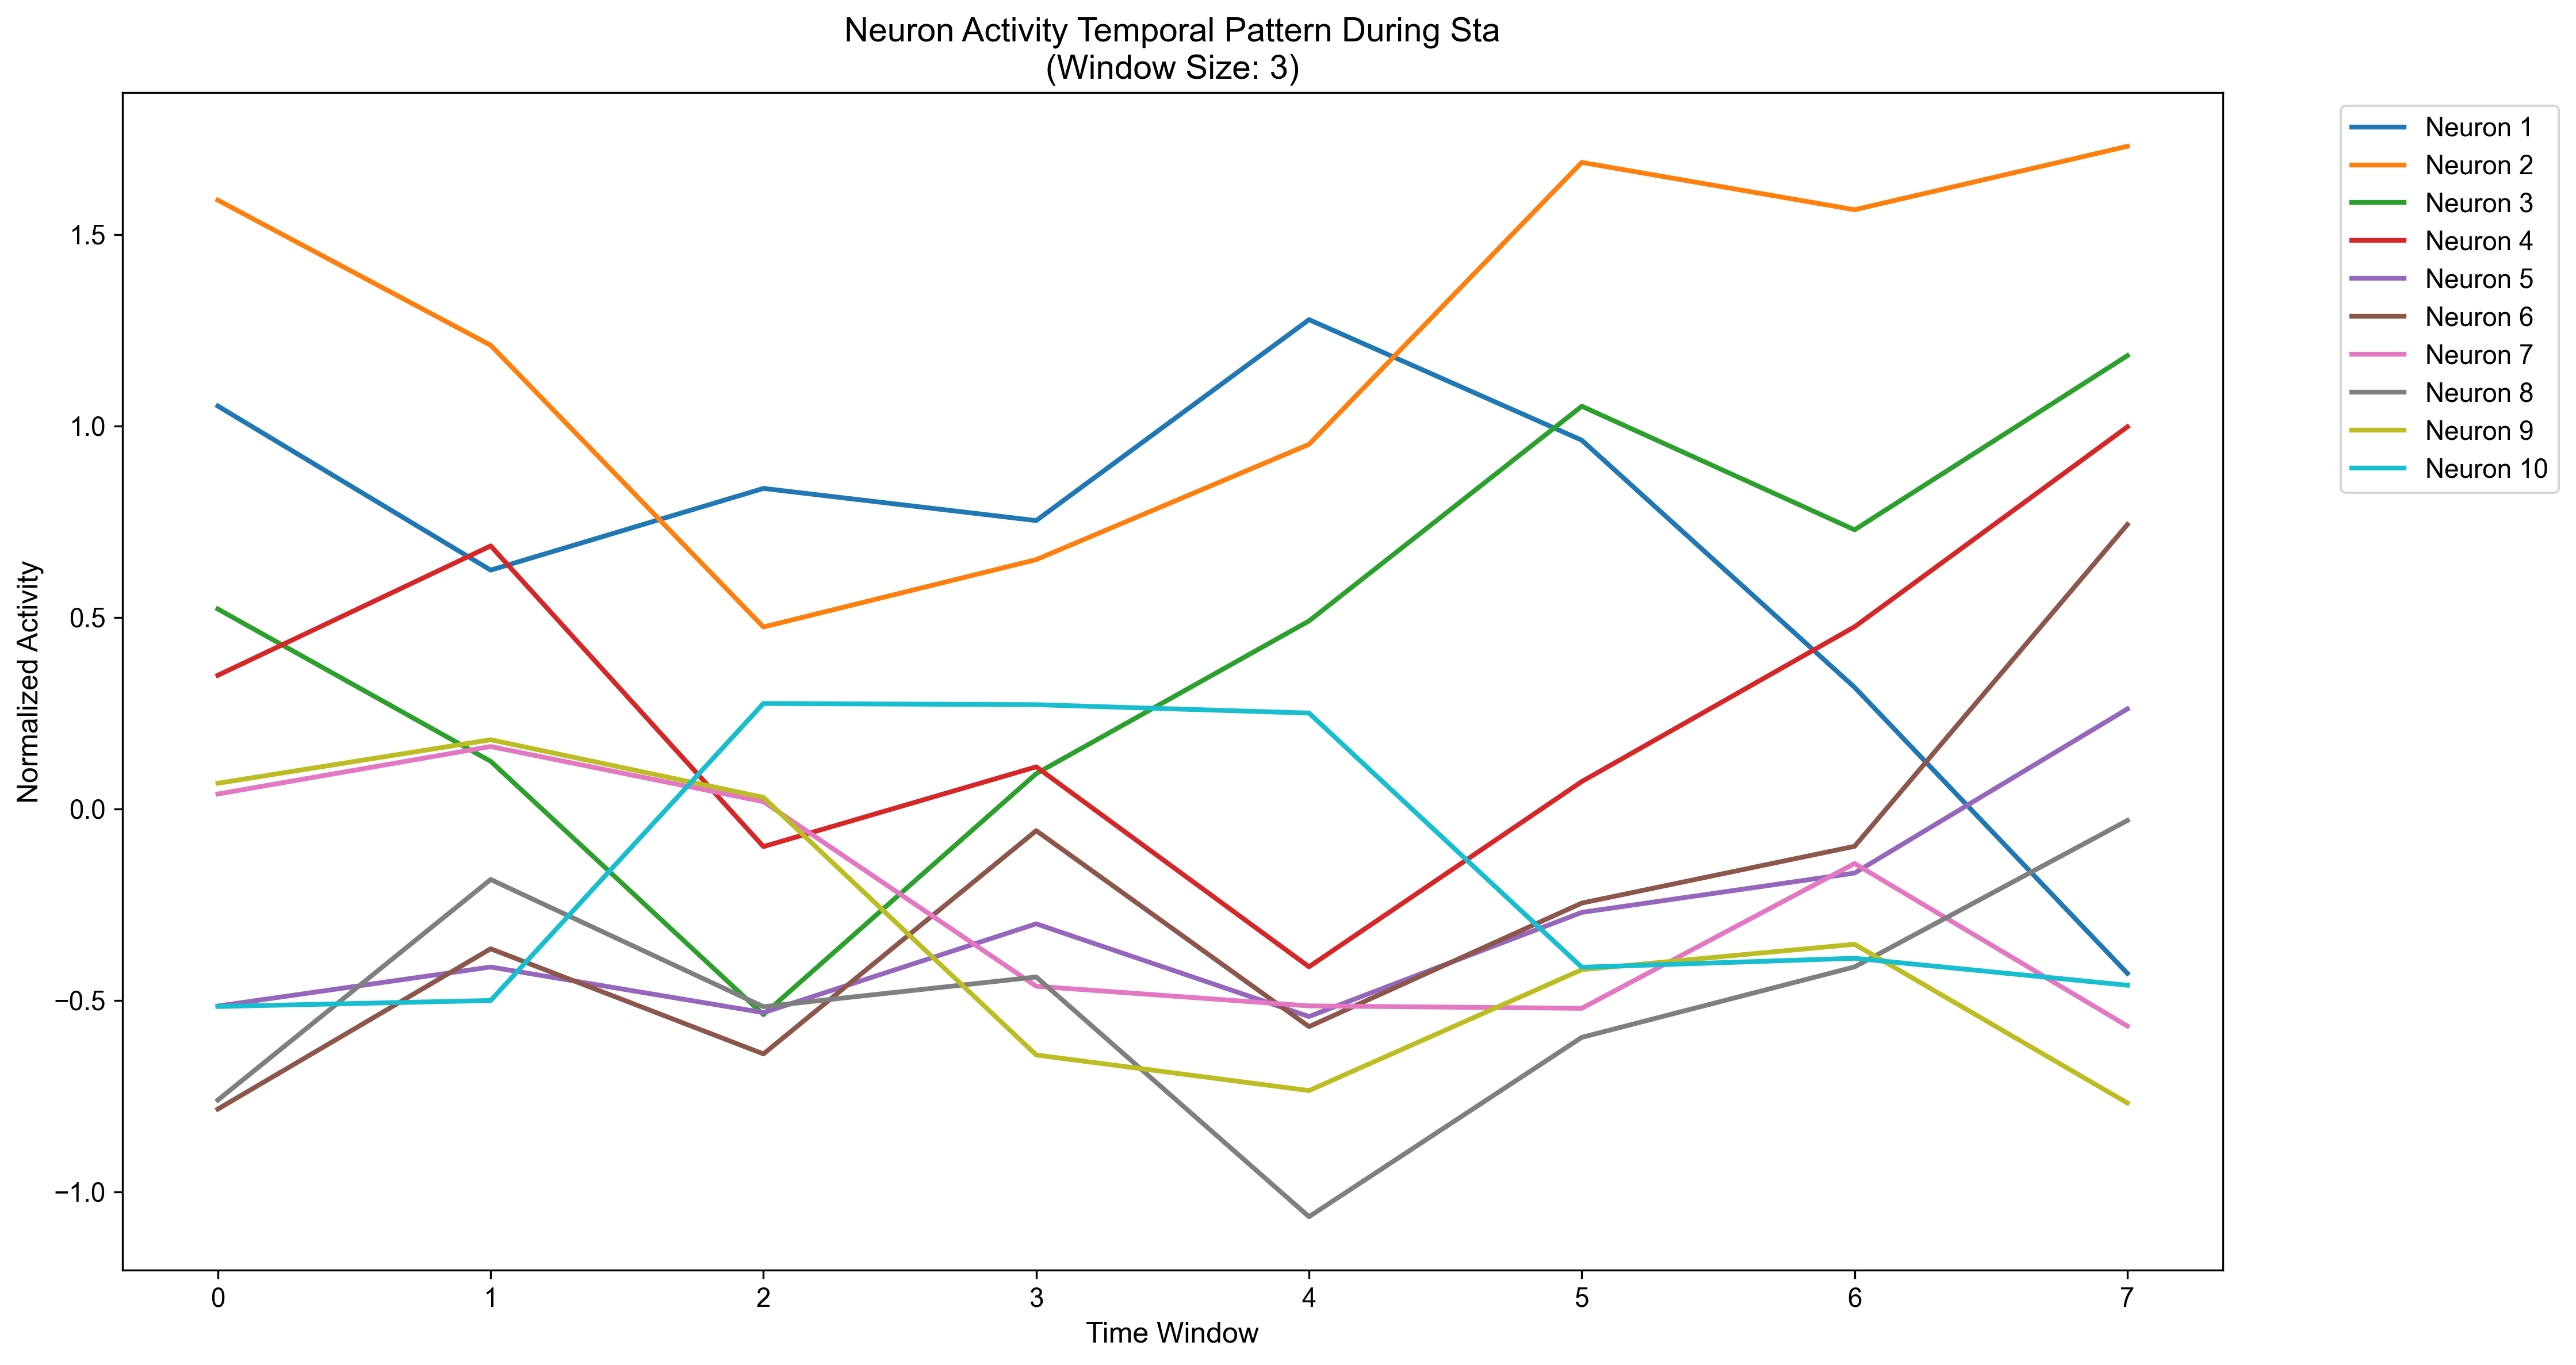 Neuron Activity Temporal Pattern During Sta
(Window Size: 3)
Normalized Activity
1.5
1.0
0.5
0.0
−0.5
−1.0
0 1 2 3 4 5 6 7
Time Window
Neuron 1
Neuron 2
Neuron 3
Neuron 4
Neuron 5
Neuron 6
Neuron 7
Neuron 8
Neuron 9
Neuron 10